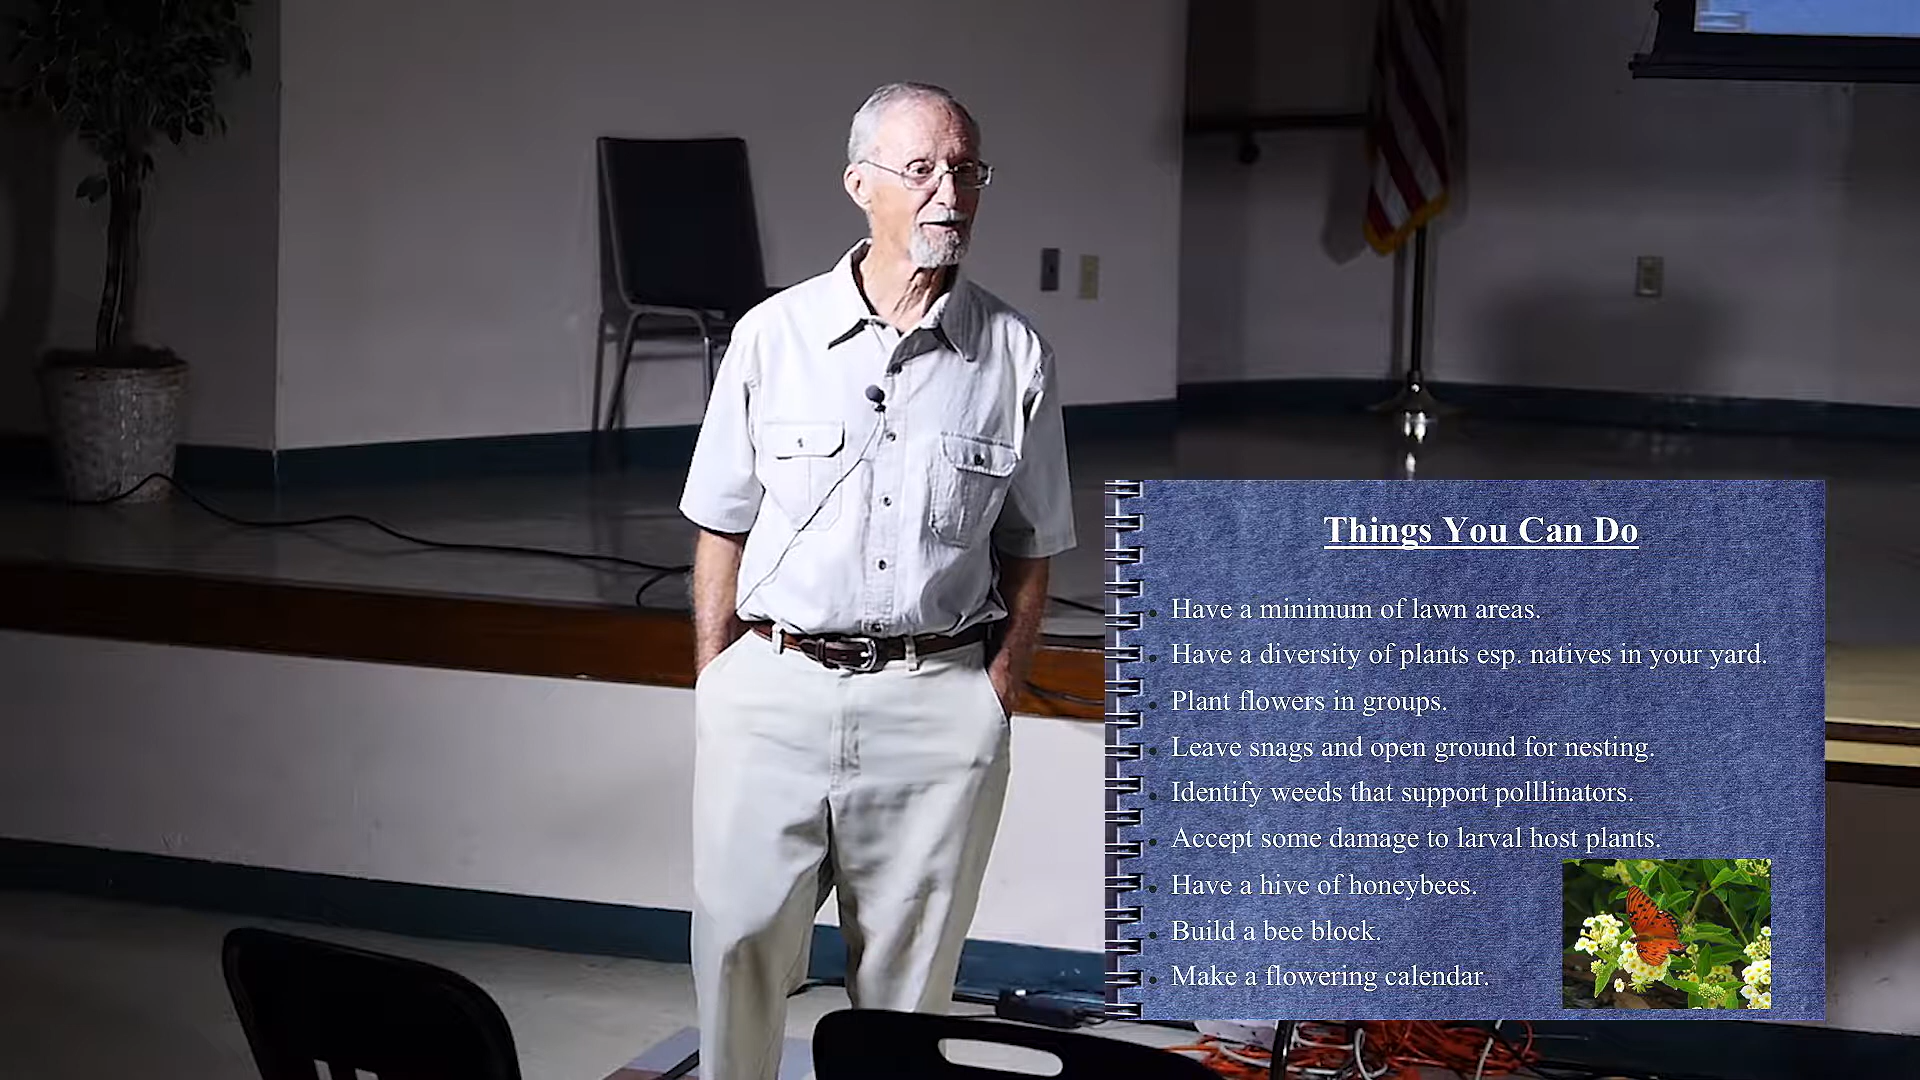 Things You Can Do
• Have a minimum of lawn areas.
• Have a diversity of plants esp. natives in your yard.
• Plant flowers in groups.
• Leave snags and open ground for nesting.
• Identify weeds that support polllinators.
• Accept some damage to larval host plants.
• Have a hive of honeybees.
• Build a bee block.
• Make a flowering calendar.